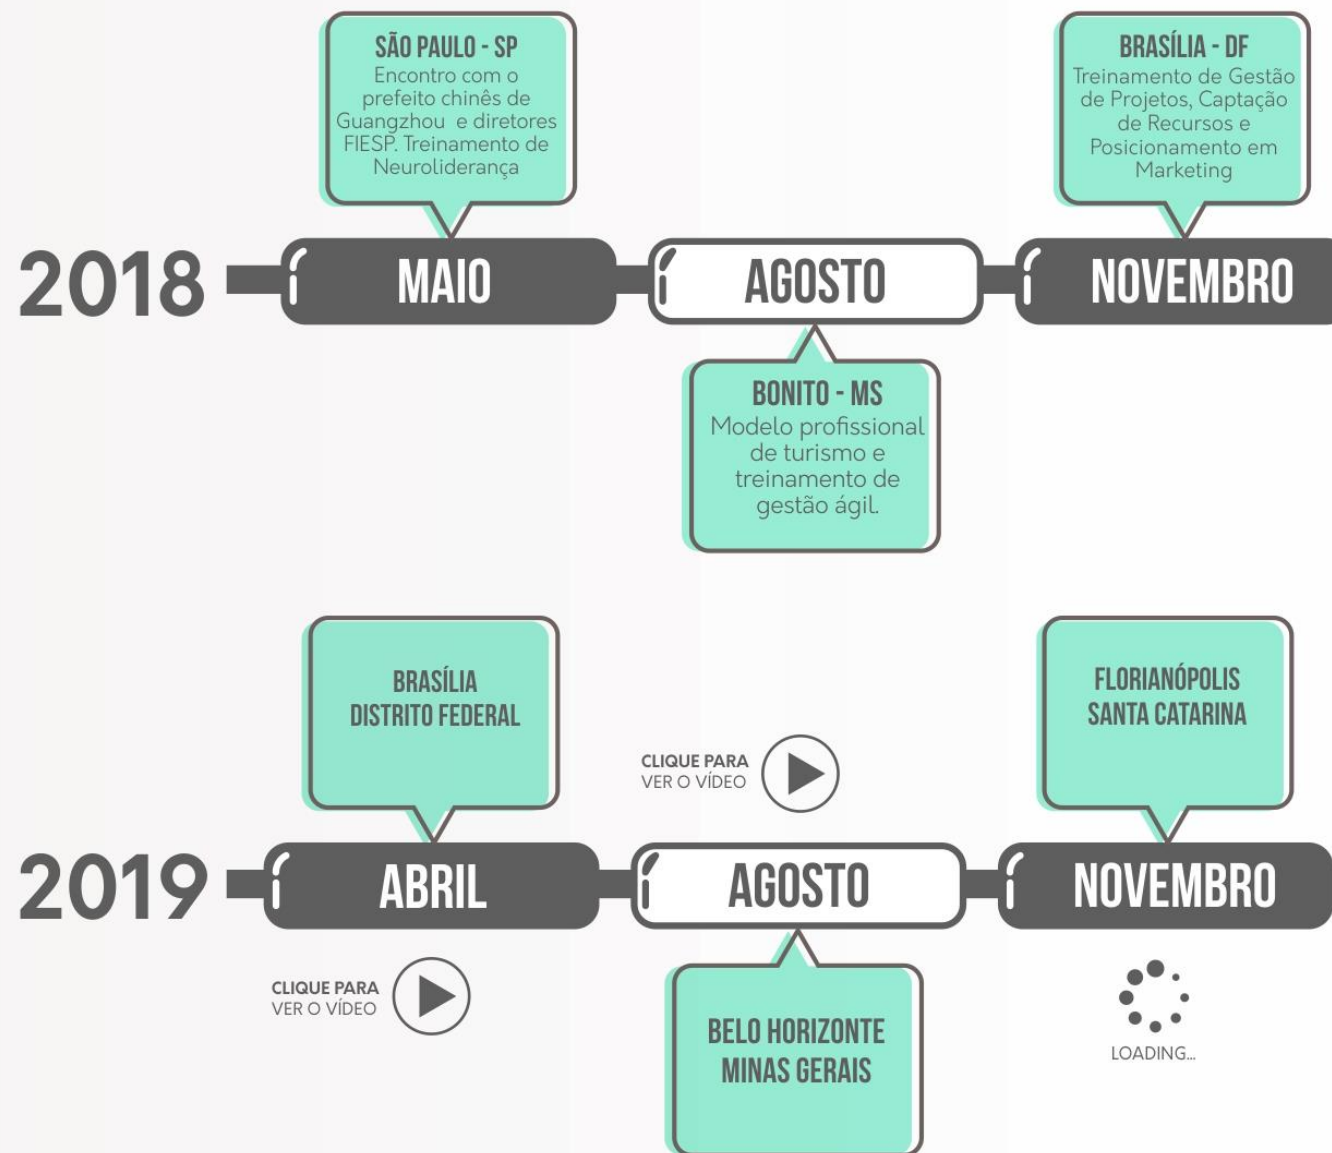 SÃO PAULO - SP
Encontro com o
prefeito chinês de
Guangzhou e diretores
FIESP. Treinamento de
Neuroliderança
BRASÍLIA - DF
Treinamento de Gestão
de Projetos, Captação
de Recursos e
Posicionamento em
Marketing
2018
MAIO
AGOSTO
NOVEMBRO
BONITO - MS
Modelo profissional
de turismo e
treinamento de
gestão ágil.
BRASÍLIA
DISTRITO FEDERAL
CLIQUE PARA
VER O VÍDEO
FLORIANÓPOLIS
SANTA CATARINA
2019
ABRIL
AGOSTO
NOVEMBRO
CLIQUE PARA
VER O VÍDEO
BELO HORIZONTE
MINAS GERAIS
LOADING...